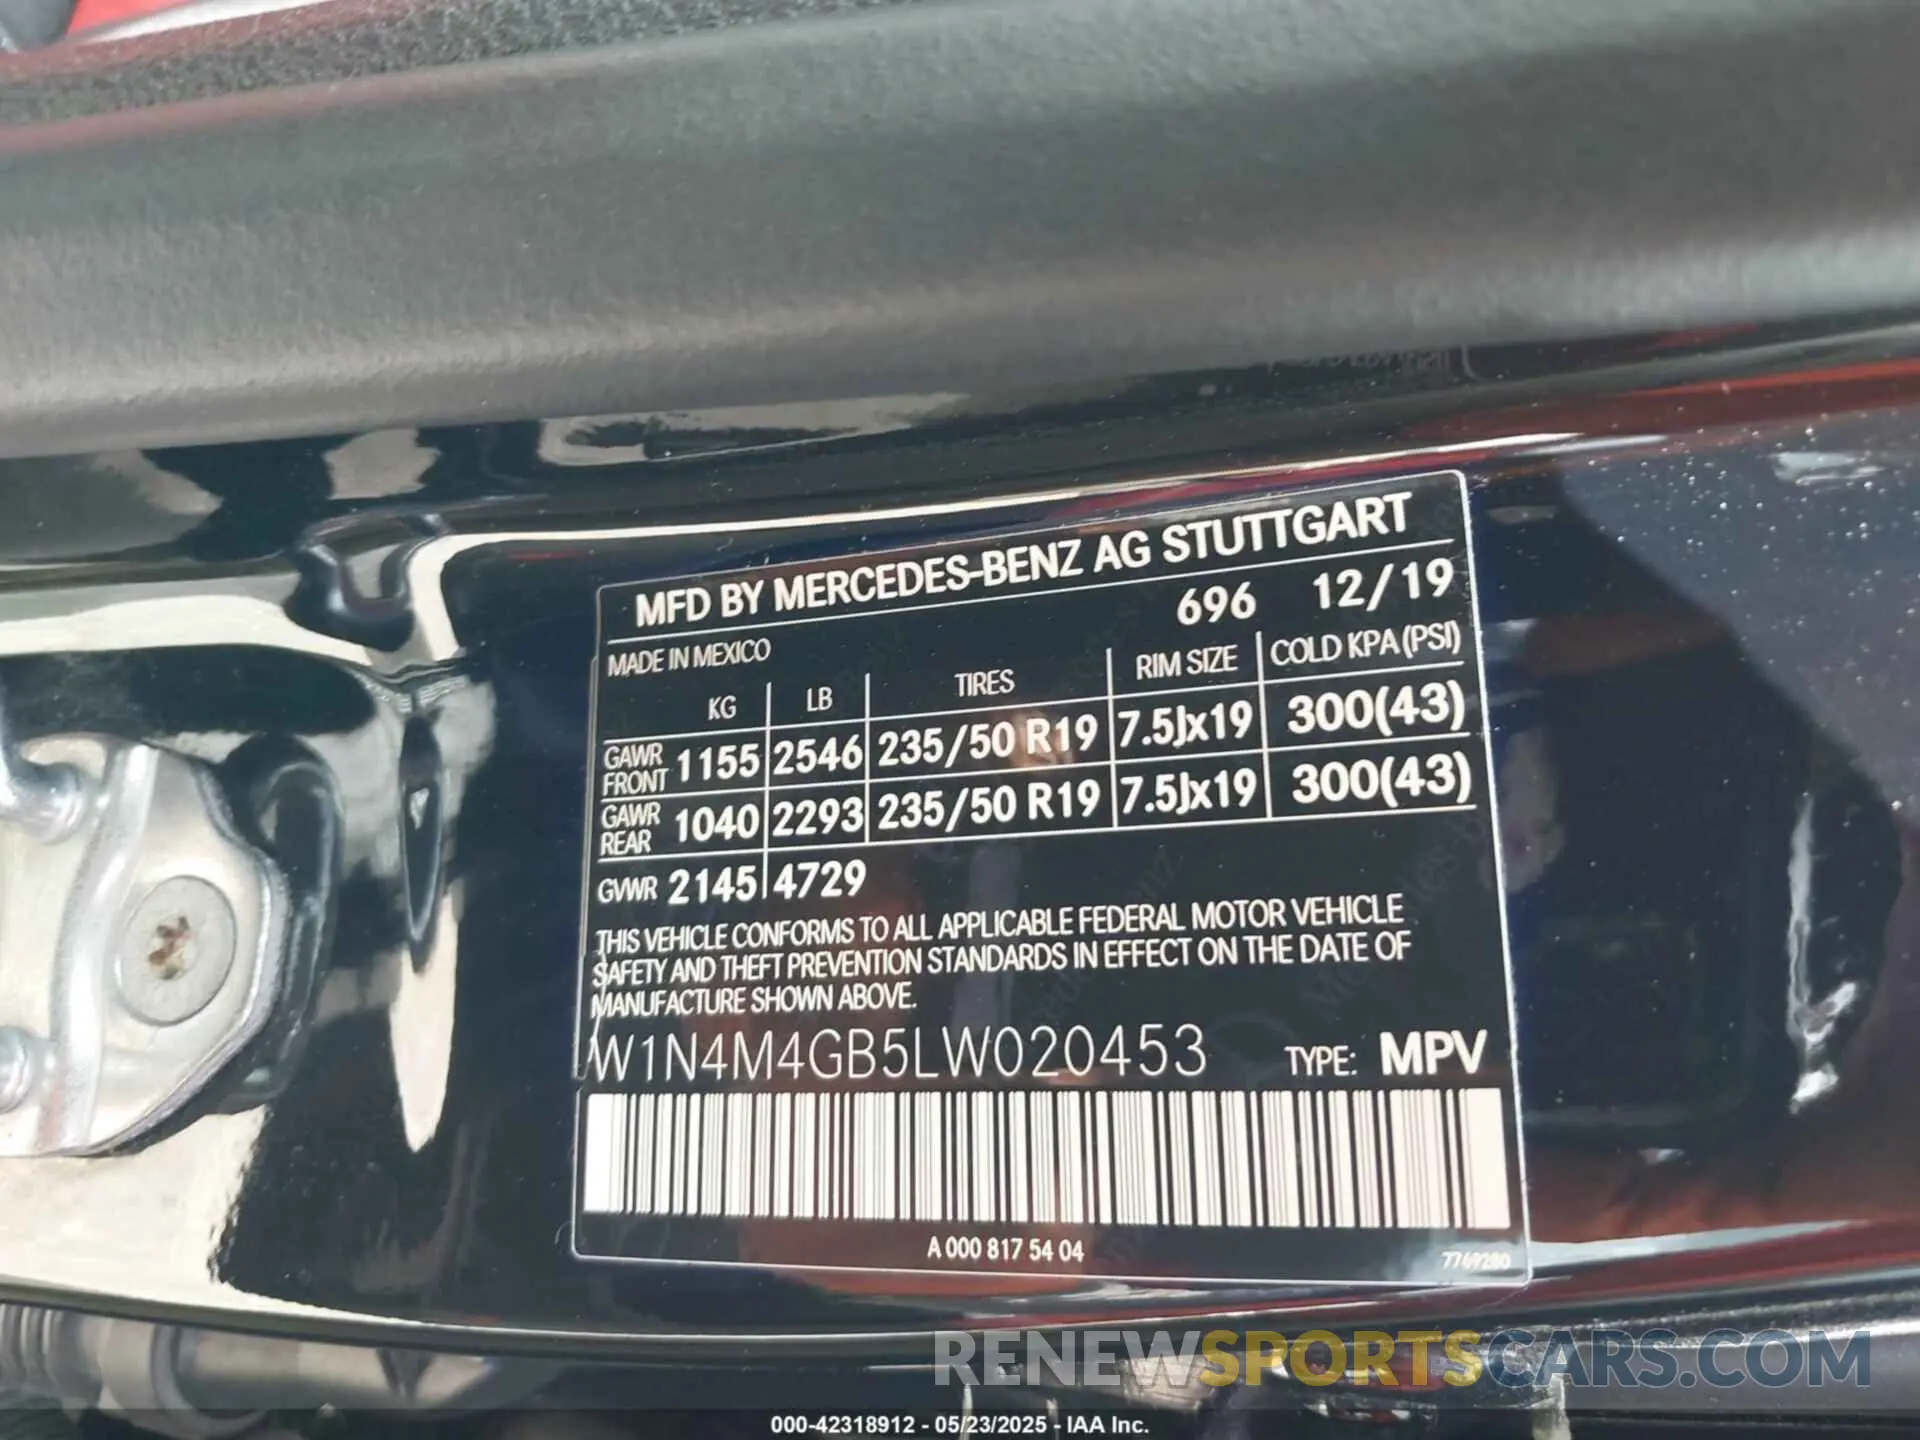 MFD BY MERCEDES-BENZ AG STUTTGART
696 12/19
MADE IN MEXICO
KG LB TIRES RIM SIZE COLD KPA (PSI)
GAWR FRONT 1155 2546 235/50 R19 7.5Jx19 300(43)
GAWR REAR 1040 2293 235/50 R19 7.5Jx19 300(43)
GVWR 2145 4729
THIS VEHICLE CONFORMS TO ALL APPLICABLE FEDERAL MOTOR VEHICLE
SAFETY AND THEFT PREVENTION STANDARDS IN EFFECT ON THE DATE OF
MANUFACTURE SHOWN ABOVE.
W1N4M4GB5LW020453 TYPE: MPV
A 000 817 54 04
7769280
RENEWSPORTSCARS.COM
000-42318912 - 05/23/2025 - IAA Inc.